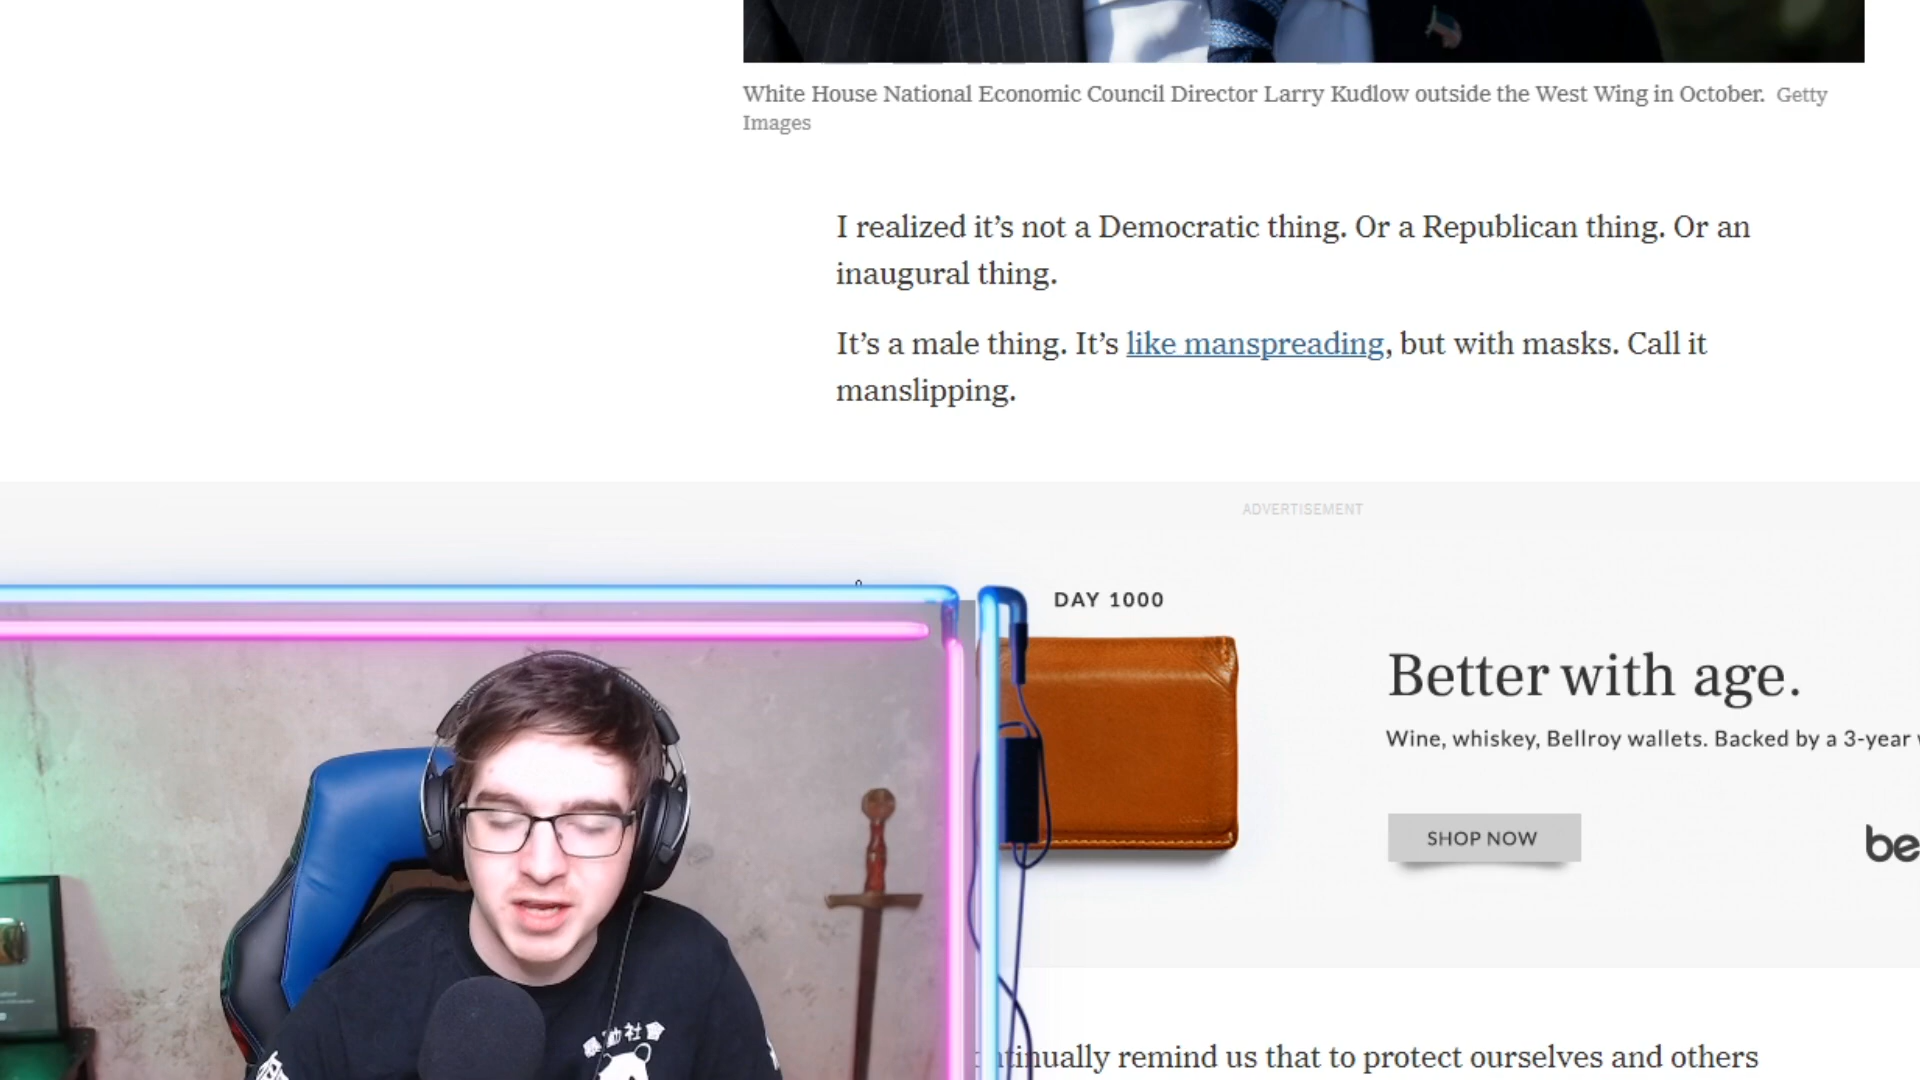 White House National Economic Council Director Larry Kudlow outside the West Wing in October. Getty
Images
I realized it’s not a Democratic thing. Or a Republican thing. Or an
inaugural thing.
It’s a male thing. It’s like manspreading, but with masks. Call it
manslipping.
ADVERTISEMENT
DAY 1000
Better with age.
Wine, whiskey, Bellroy wallets. Backed by a 3-year
SHOP NOW
be
tinually remind us that to protect ourselves and others